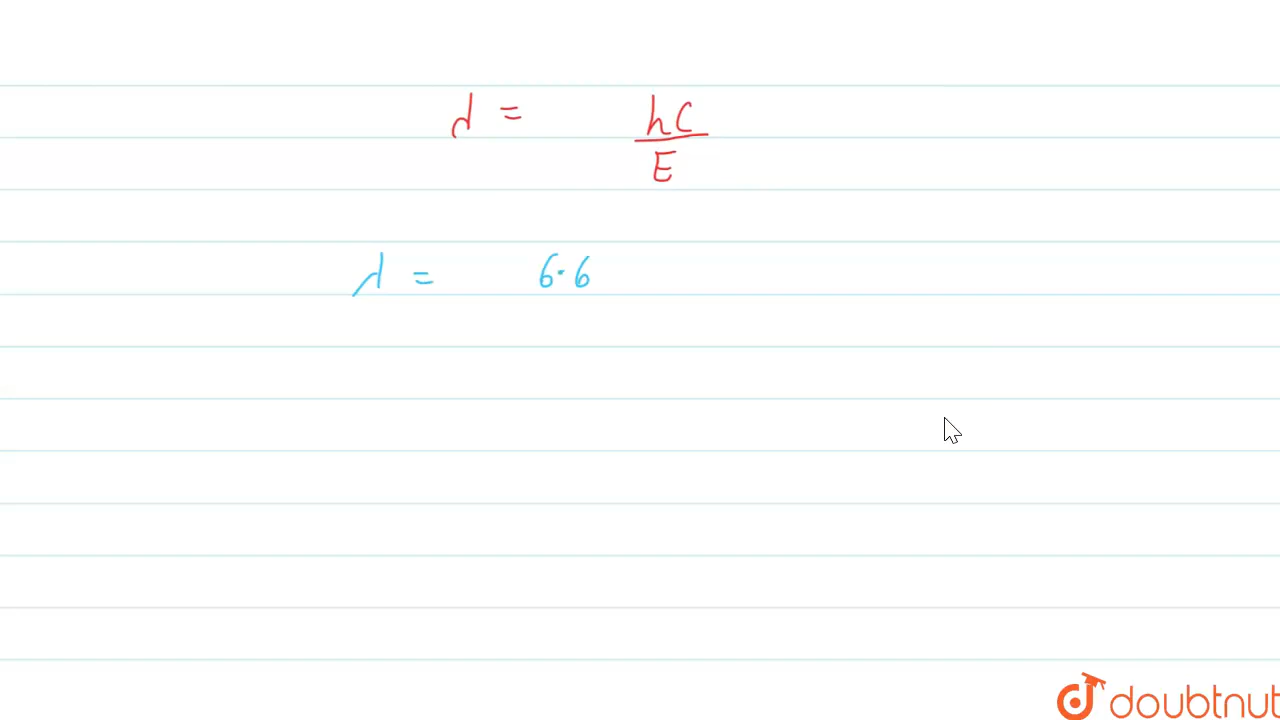 λ = hC / E
λ = 6.6
doubtnut